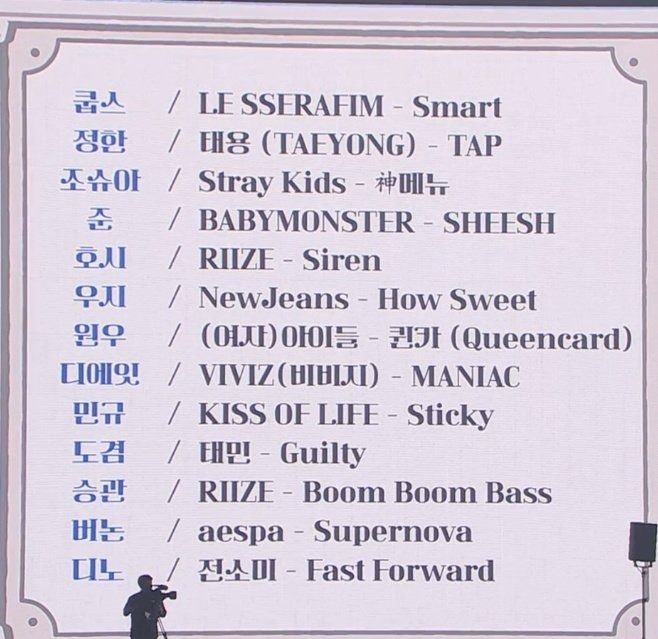 쿱스 / LE SSERAFIM - Smart
정한 / 태용 (TAEYONG) - TAP
조슈아 / Stray Kids - 神메뉴
준 / BABYMONSTER - SHEESH
호시 / RIIZE - Siren
우지 / NewJeans - How Sweet
원우 / (여자)아이들 - 퀸카 (Queencard)
디에잇 / VIVIZ(비비지) - MANIAC
민규 / KISS OF LIFE - Sticky
도겸 / 태민 - Guilty
승관 / RIIZE - Boom Boom Bass
버논 / aespa - Supernova
디노 / 전소미 - Fast Forward